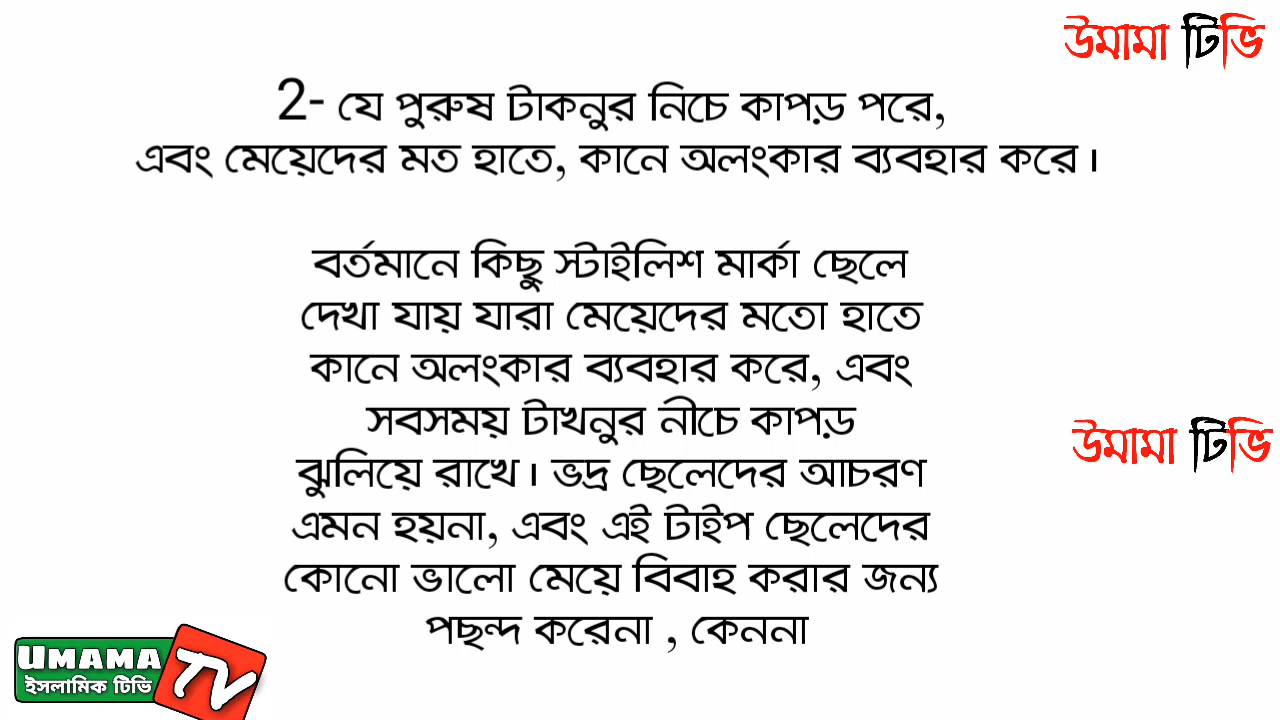 উমামা টিভি
2- যে পুরুষ টাকনুর নিচে কাপড় পরে,
এবং মেয়েদের মত হাতে, কানে অলংকার ব্যবহার করে।
বর্তমানে কিছু স্টাইলিশ মার্কা ছেলে
দেখা যায় যারা মেয়েদের মতো হাতে
কানে অলংকার ব্যবহার করে, এবং
সবসময় টাখনুর নীচে কাপড়
ঝুলিয়ে রাখে। ভদ্র ছেলেদের আচরণ
এমন হয়না, এবং এই টাইপ ছেলেদের
কোনো ভালো মেয়ে বিবাহ করার জন্য
পছন্দ করেনা , কেননা
উমামা টিভি
UMAMA TV
ইসলামিক টিভি